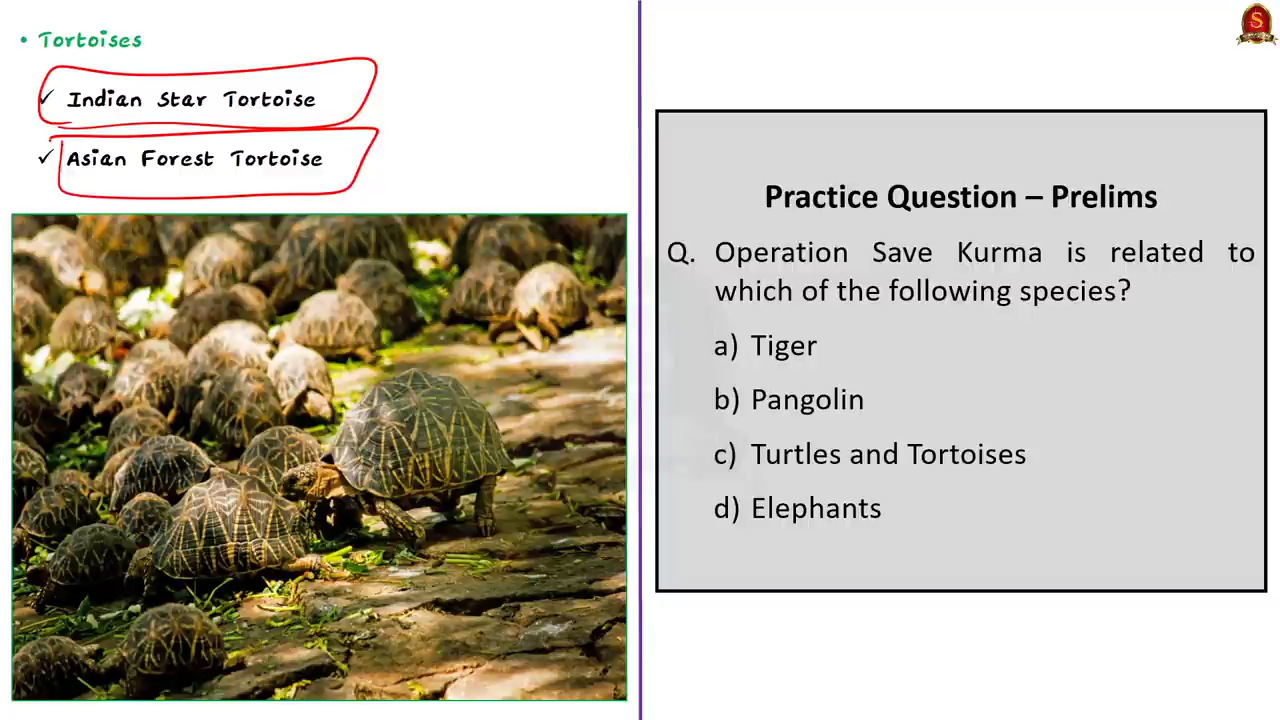 • Tortoises
✓ Indian Star Tortoise
✓ Asian Forest Tortoise
S
Practice Question – Prelims
Q. Operation Save Kurma is related to
which of the following species?
a) Tiger
b) Pangolin
c) Turtles and Tortoises
d) Elephants